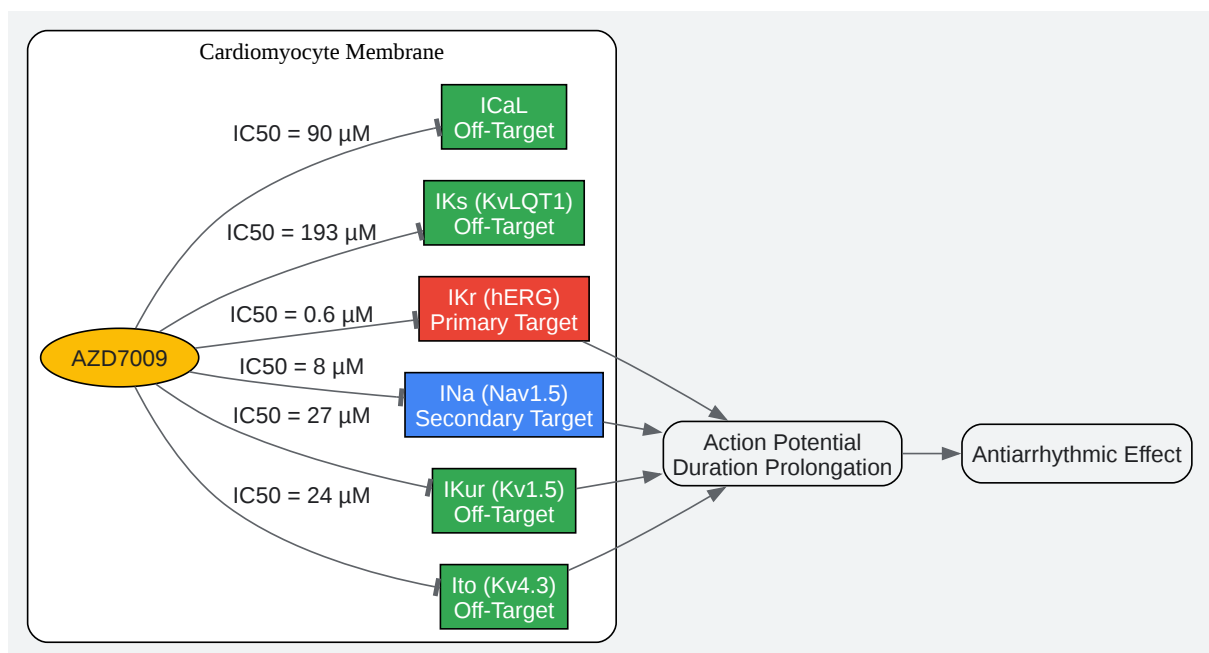 Cardiomyocyte Membrane
ICaL
Off-Target
IC50 = 90 µM
IKs (KvLQT1)
Off-Target
IC50 = 193 µM
IKr (hERG)
Primary Target
IC50 = 0.6 µM
AZD7009
IC50 = 8 µM
INa (Nav1.5)
Secondary Target
IC50 = 27 µM
Action Potential
Duration Prolongation
Antiarrhythmic Effect
IKur (Kv1.5)
Off-Target
IC50 = 24 µM
Ito (Kv4.3)
Off-Target